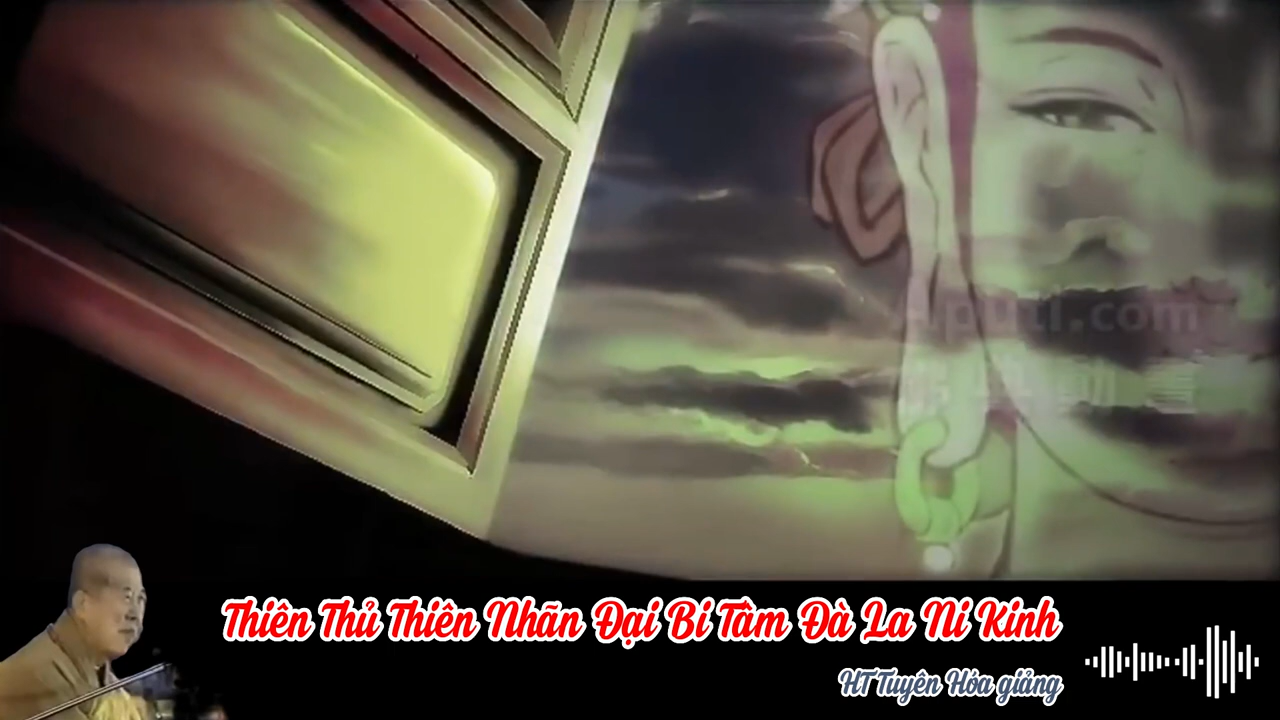 Thiên Thủ Thiên Nhãn Đại Bi Tâm Đà La Ni Kinh
HT Tuyên Hóa giảng